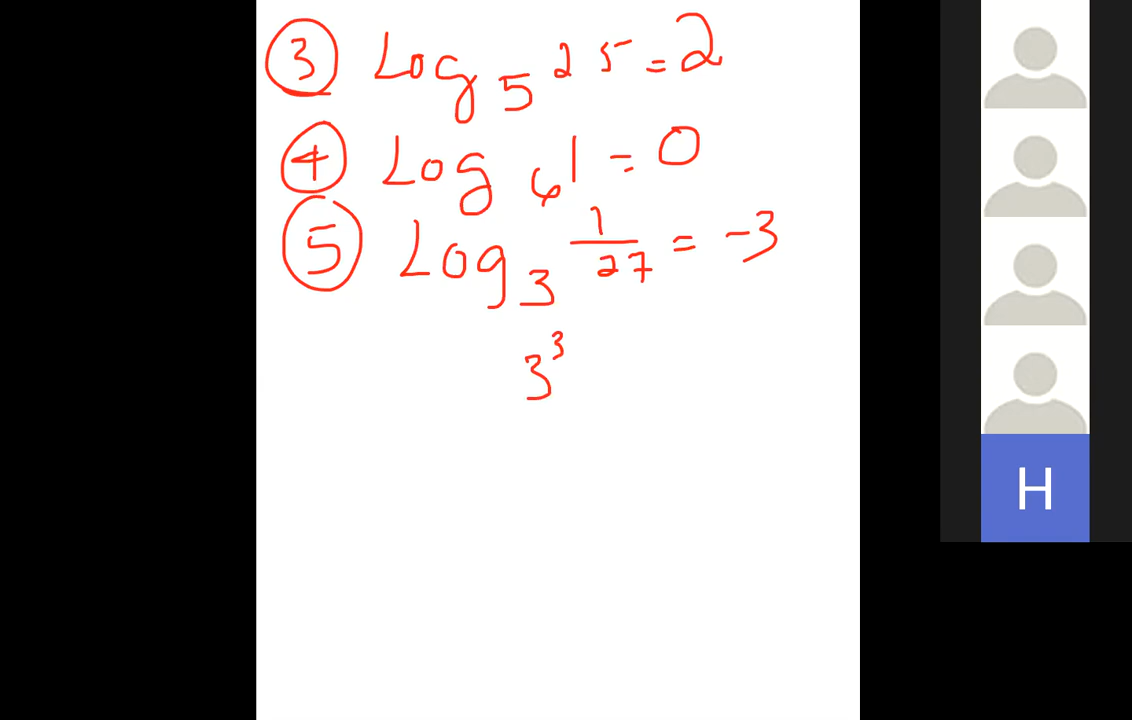 ③ Log₅ 25 = 2
④ Log₆ 1 = 0
⑤ Log₃ 1/27 = -3
3³
H